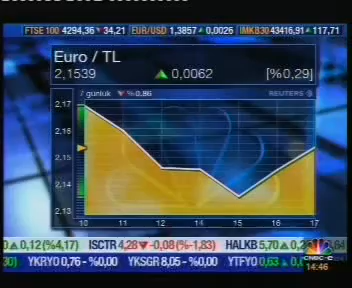 FTSE 100 4294,36 ▼ 34,21 EUR/USD 1,3857 ▲ 0,0026 IMKB30 43416,91 ▲ 117,71
Euro / TL
2,1539 ▲ 0,0062 [%0,29]
7 günlük ▼ %0.86 REUTERS
2,17
2,16
2,15
2,14
2,13
10 11 12 14 15 16 17
▲ 0,12(%4,17) ISCTR 4,28 ▼ -0,08(%-1,83) HALKB 5,70 ▲
YKRYO 0,76 - %0,00 YKSGR 8,05 - %0,00 YTFYO 0,63 ▲
CNBC-e
14:46